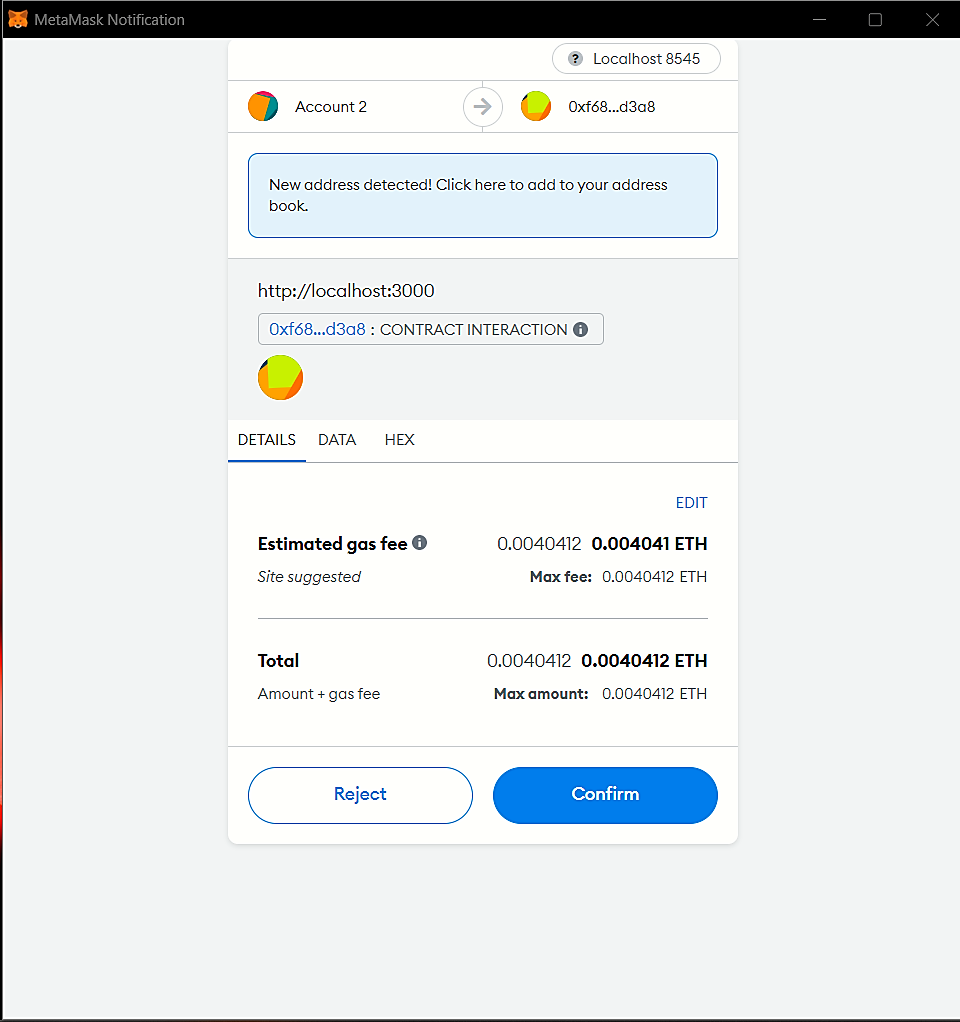 MetaMask Notification
? Localhost 8545
Account 2 0xf68...d3a8
New address detected! Click here to add to your address
book.
http://localhost:3000
0xf68...d3a8 : CONTRACT INTERACTION i
DETAILS DATA HEX
EDIT
Estimated gas fee i 0.0040412 0.004041 ETH
Site suggested Max fee: 0.0040412 ETH
Total 0.0040412 0.0040412 ETH
Amount + gas fee Max amount: 0.0040412 ETH
Reject Confirm